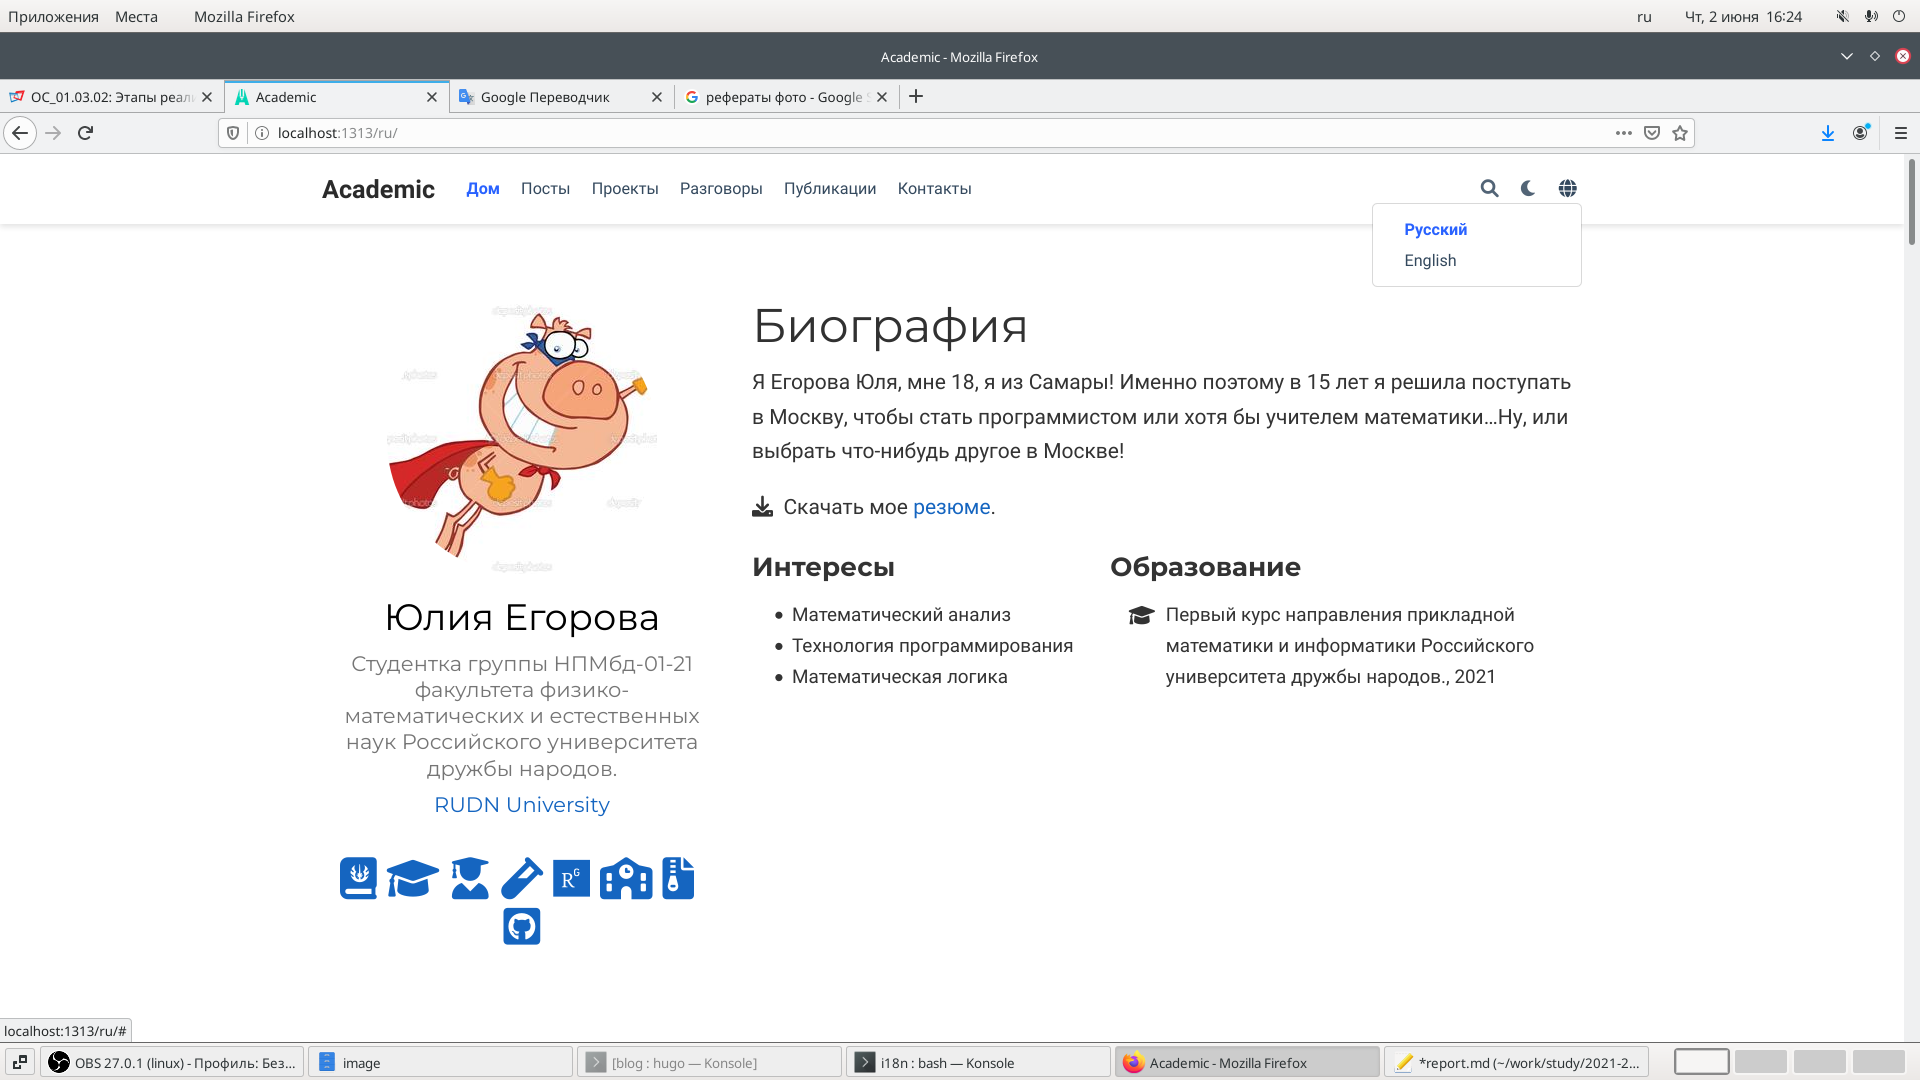 Приложения Места Mozilla Firefox ru Чт, 2 июня 16:24
Academic - Mozilla Firefox
ОС_01.03.02: Этапы реал Academic Google Переводчик рефераты фото - Google S
localhost:1313/ru/
Academic Дом Посты Проекты Разговоры Публикации Контакты
Русский
English
Биография
Я Егорова Юля, мне 18, я из Самары! Именно поэтому в 15 лет я решила поступать
в Москву, чтобы стать программистом или хотя бы учителем математики...Ну, или
выбрать что-нибудь другое в Москве!
Скачать мое резюме.
Интересы
Математический анализ
Технология программирования
Математическая логика
Образование
Первый курс направления прикладной
математики и информатики Российского
университета дружбы народов., 2021
depositphotos
Юлия Егорова
Студентка группы НПМбд-01-21
факультета физико-
математических и естественных
наук Российского университета
дружбы народов.
RUDN University
RG
localhost:1313/ru/#
OBS 27.0.1 (linux) - Профиль: Без... image [blog : hugo — Konsole] i18n : bash — Konsole Academic - Mozilla Firefox *report.md (~/work/study/2021-2...